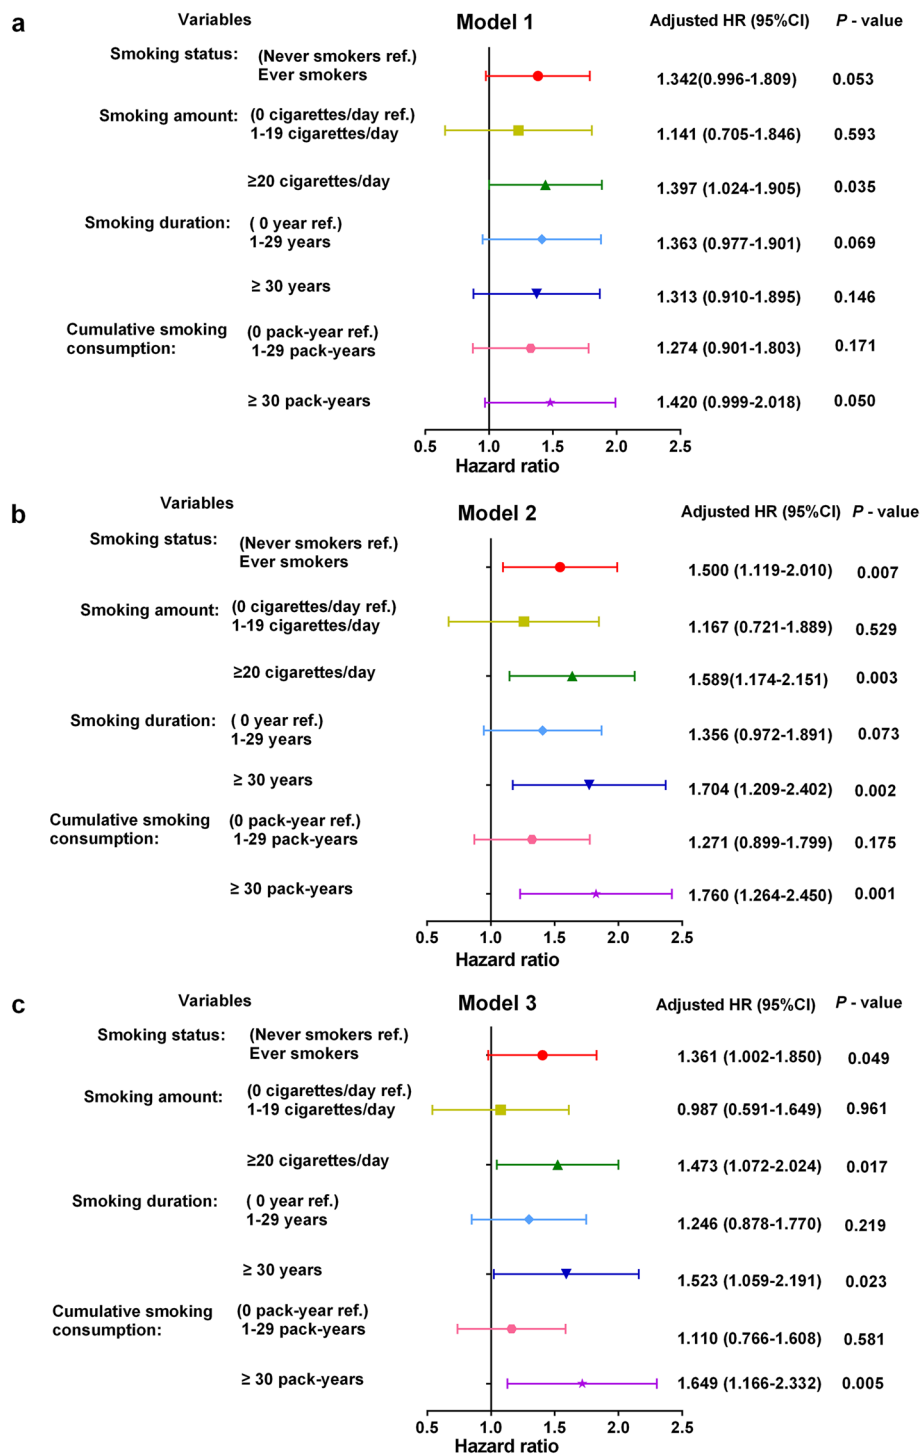 a
Variables Model 1 Adjusted HR (95%CI) P - value
Smoking status: (Never smokers ref.)
Ever smokers 1.342(0.996-1.809) 0.053
Smoking amount: (0 cigarettes/day ref.)
1-19 cigarettes/day 1.141 (0.705-1.846) 0.593
≥20 cigarettes/day 1.397 (1.024-1.905) 0.035
Smoking duration: ( 0 year ref.)
1-29 years 1.363 (0.977-1.901) 0.069
≥ 30 years 1.313 (0.910-1.895) 0.146
Cumulative smoking (0 pack-year ref.)
consumption: 1-29 pack-years 1.274 (0.901-1.803) 0.171
≥ 30 pack-years 1.420 (0.999-2.018) 0.050
0.5 1.0 1.5 2.0 2.5
Hazard ratio
b
Variables Model 2 Adjusted HR (95%CI) P - value
Smoking status: (Never smokers ref.)
Ever smokers 1.500 (1.119-2.010) 0.007
Smoking amount: (0 cigarettes/day ref.)
1-19 cigarettes/day 1.167 (0.721-1.889) 0.529
≥20 cigarettes/day 1.589(1.174-2.151) 0.003
Smoking duration: ( 0 year ref.)
1-29 years 1.356 (0.972-1.891) 0.073
≥ 30 years 1.704 (1.209-2.402) 0.002
Cumulative smoking (0 pack-year ref.)
consumption: 1-29 pack-years 1.271 (0.899-1.799) 0.175
≥ 30 pack-years 1.760 (1.264-2.450) 0.001
0.5 1.0 1.5 2.0 2.5
Hazard ratio
c
Variables Model 3 Adjusted HR (95%CI) P - value
Smoking status: (Never smokers ref.)
Ever smokers 1.361 (1.002-1.850) 0.049
Smoking amount: (0 cigarettes/day ref.)
1-19 cigarettes/day 0.987 (0.591-1.649) 0.961
≥20 cigarettes/day 1.473 (1.072-2.024) 0.017
Smoking duration: ( 0 year ref.)
1-29 years 1.246 (0.878-1.770) 0.219
≥ 30 years 1.523 (1.059-2.191) 0.023
Cumulative smoking (0 pack-year ref.)
consumption: 1-29 pack-years 1.110 (0.766-1.608) 0.581
≥ 30 pack-years 1.649 (1.166-2.332) 0.005
0.5 1.0 1.5 2.0 2.5
Hazard ratio